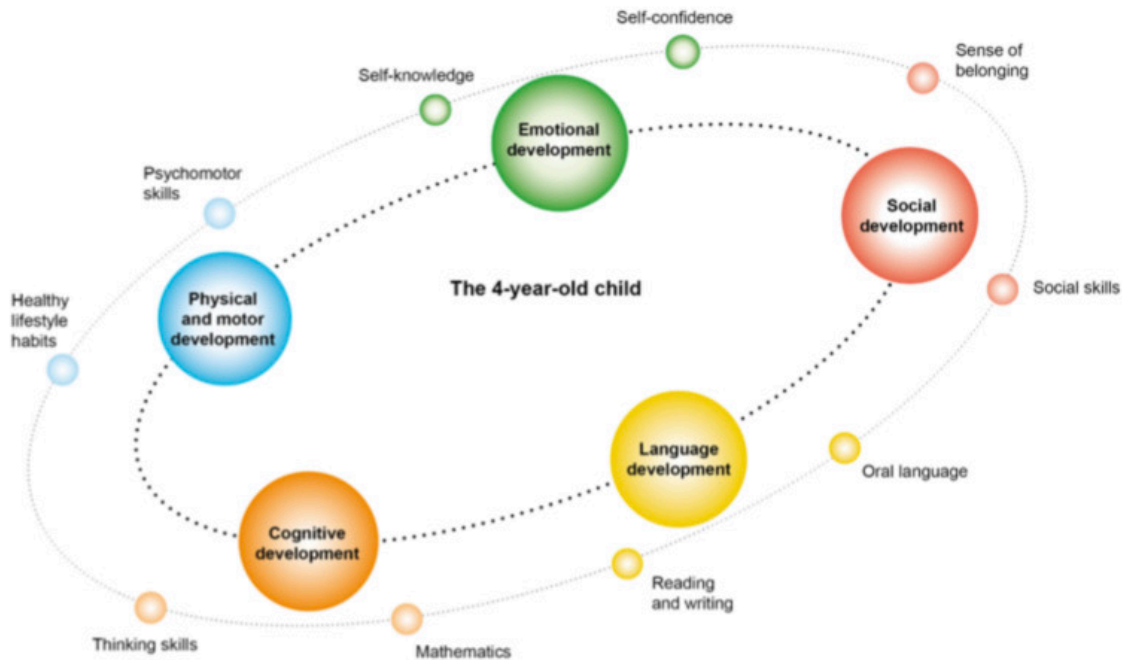 Self-confidence
Sense of
belonging
Self-knowledge
Emotional
development
Psychomotor
skills
Social
development
The 4-year-old child
Social skills
Healthy
lifestyle
habits
Physical
and motor
development
Language
development
Oral language
Cognitive
development
Reading
and writing
Thinking skills
Mathematics